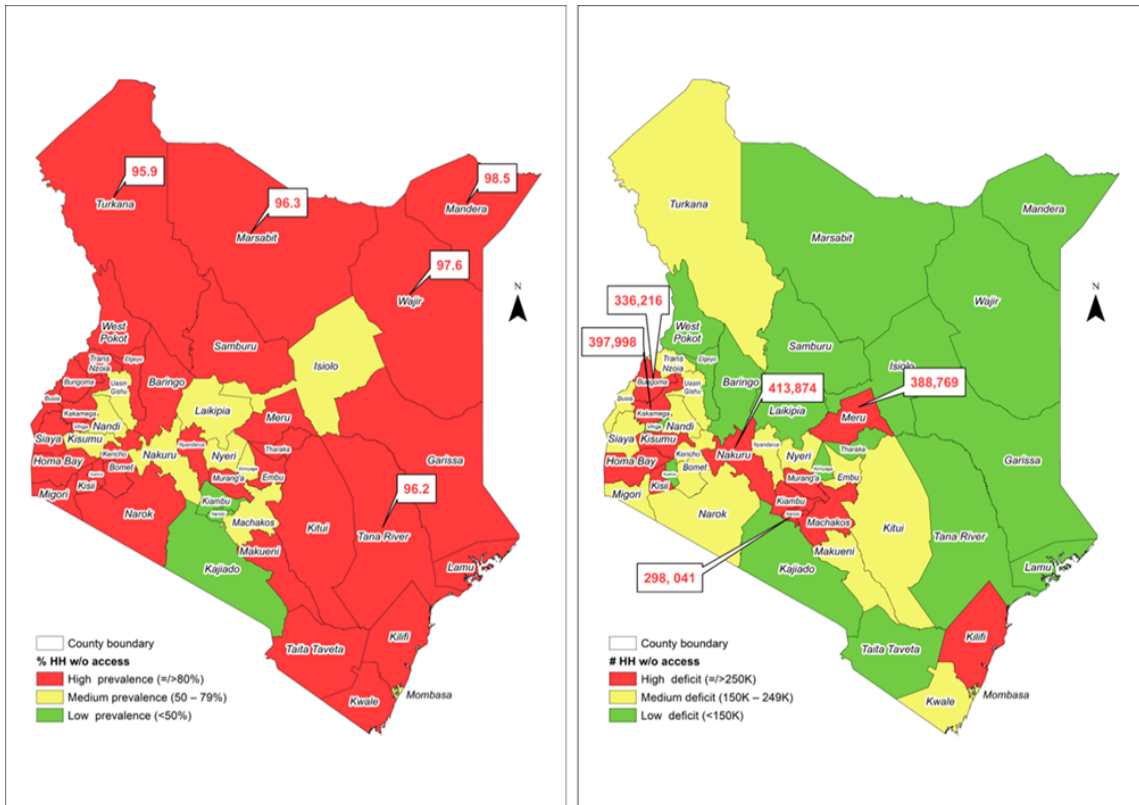 95.9
Turkana
96.3
Marsabit
98.5
Mandera
97.6
Wajir
N
West
Pokot
Trans
Nzoia
Elgeyo
Samburu
Isiolo
Bungoma
Uasin
Gishu
Baringo
Busia
Kakamega
Vihiga
Nandi
Laikipia
Meru
Siaya
Kisumu
Nyandarua
Tharaka
Garissa
Homa Bay
Kericho
Nakuru
Nyeri
Embu
Bomet
Kisii
Murang'a
Migori
Kiambu
96.2
Narok
Machakos
Kitui
Tana River
Makueni
Kajiado
Lamu
Taita Taveta
Kilifi
Kwale
Mombasa
County boundary
% HH w/o access
High prevalence (=/>80%)
Medium prevalence (50 – 79%)
Low prevalence (<50%)
Turkana
Marsabit
Mandera
Wajir
N
336,216
397,998
West
Pokot
Trans
Nzoia
Elgeyo
Samburu
Isiolo
Bungoma
Uasin
Gishu
Baringo
413,874
388,769
Busia
Kakamega
Vihiga
Nandi
Laikipia
Meru
Siaya
Kisumu
Nyandarua
Tharaka
Garissa
Homa Bay
Kericho
Nakuru
Nyeri
Embu
Bomet
Kisii
Murang'a
Migori
Kiambu
Narok
Machakos
Kitui
Tana River
Makueni
298, 041
Kajiado
Lamu
Taita Taveta
Kilifi
Kwale
Mombasa
County boundary
# HH w/o access
High deficit (=/>250K)
Medium deficit (150K – 249K)
Low deficit (<150K)